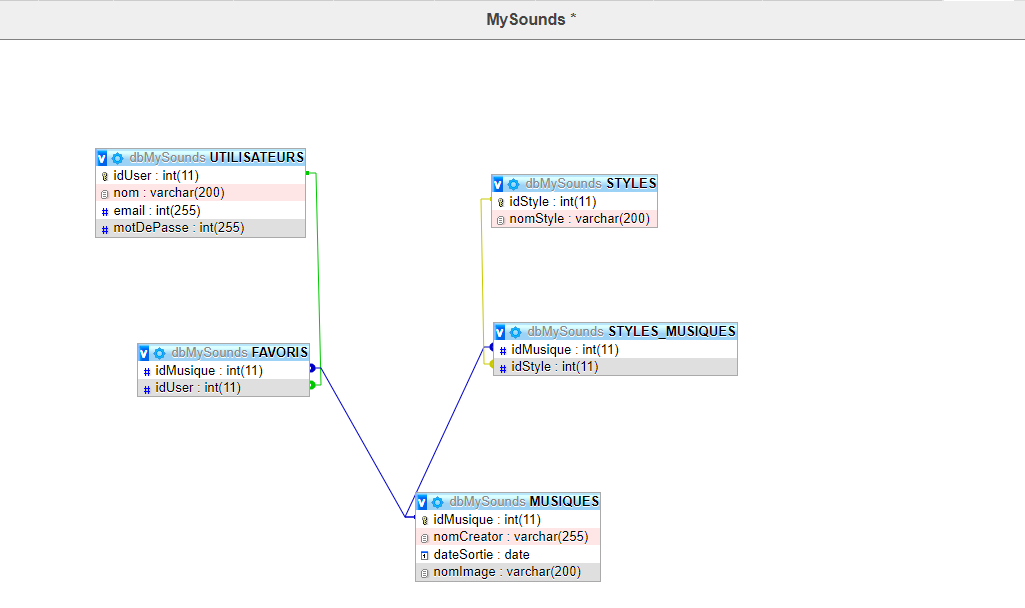 MySounds *
dbMySounds UTILISATEURS
idUser : int(11)
nom : varchar(200)
email : int(255)
motDePasse : int(255)
dbMySounds STYLES
idStyle : int(11)
nomStyle : varchar(200)
dbMySounds FAVORIS
idMusique : int(11)
idUser : int(11)
dbMySounds STYLES_MUSIQUES
idMusique : int(11)
idStyle : int(11)
dbMySounds MUSIQUES
idMusique : int(11)
nomCreator : varchar(255)
dateSortie : date
nomImage : varchar(200)